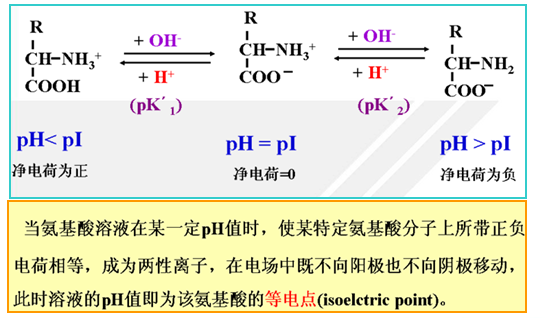 R
CH-NH₃⁺
COOH
+ OH⁻
+ H⁺
(pK′₁)
R
CH-NH₃⁺
COO⁻
+ OH⁻
+ H⁺
(pK′₂)
R
CH-NH₂
COO⁻
pH< pI
净电荷为正
pH = pI
净电荷=0
pH > pI
净电荷为负
当氨基酸溶液在某一定pH值时，使某特定氨基酸分子上所带正负
电荷相等，成为两性离子，在电场中既不向阳极也不向阴极移动，
此时溶液的pH值即为该氨基酸的等电点(isoelctric point)。